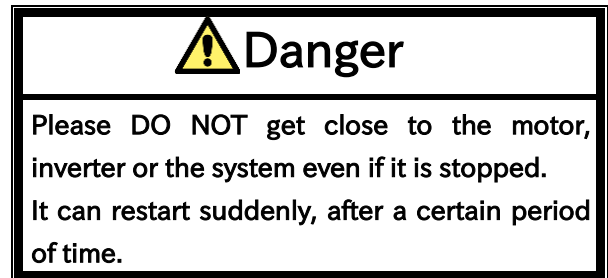 Danger
Please DO NOT get close to the motor,
inverter or the system even if it is stopped.
It can restart suddenly, after a certain period
of time.